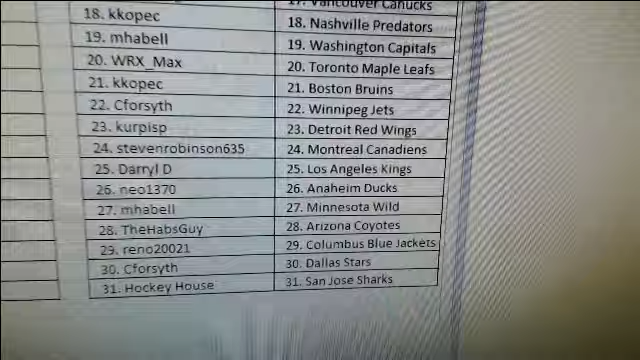 17. Vancouver Canucks
18. kkopec 18. Nashville Predators
19. mhabell 19. Washington Capitals
20. WRX_Max 20. Toronto Maple Leafs
21. kkopec 21. Boston Bruins
22. Cforsyth 22. Winnipeg Jets
23. kurpisp 23. Detroit Red Wings
24. stevenrobinson635 24. Montreal Canadiens
25. Darryl D 25. Los Angeles Kings
26. neo1370 26. Anaheim Ducks
27. mhabell 27. Minnesota Wild
28. TheHabsGuy 28. Arizona Coyotes
29. reno20021 29. Columbus Blue Jackets
30. Cforsyth 30. Dallas Stars
31. Hockey House 31. San Jose Sharks